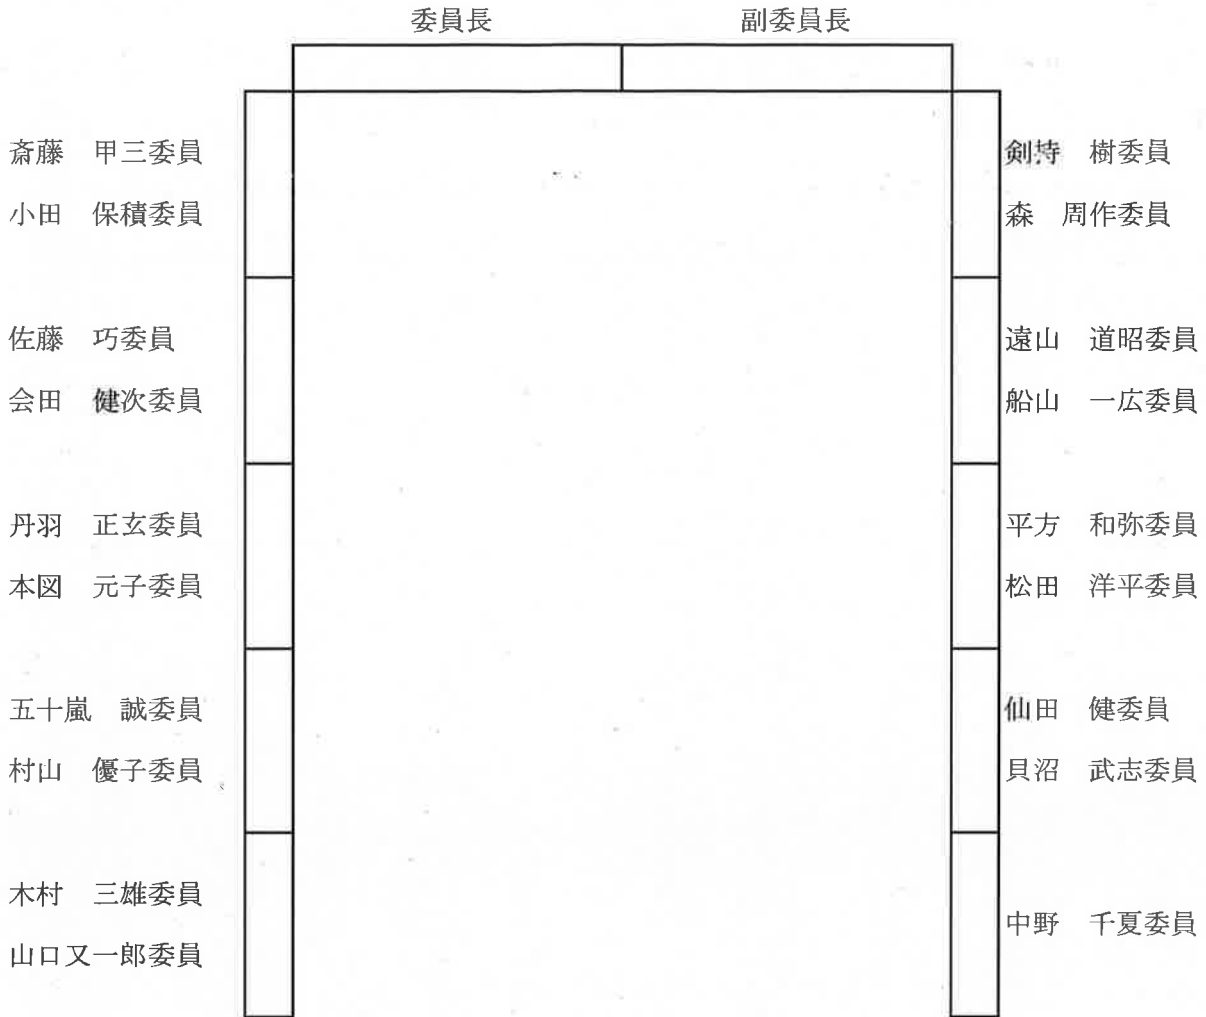 委員長　副委員長
斎藤　甲三委員
小田　保積委員
佐藤　巧委員
会田　健次委員
丹羽　正玄委員
本図　元子委員
五十嵐　誠委員
村山　優子委員
木村　三雄委員
山口又一郎委員
剣持　樹委員
森　周作委員
遠山　道昭委員
船山　一広委員
平方　和弥委員
松田　洋平委員
仙田　健委員
貝沼　武志委員
中野　千夏委員